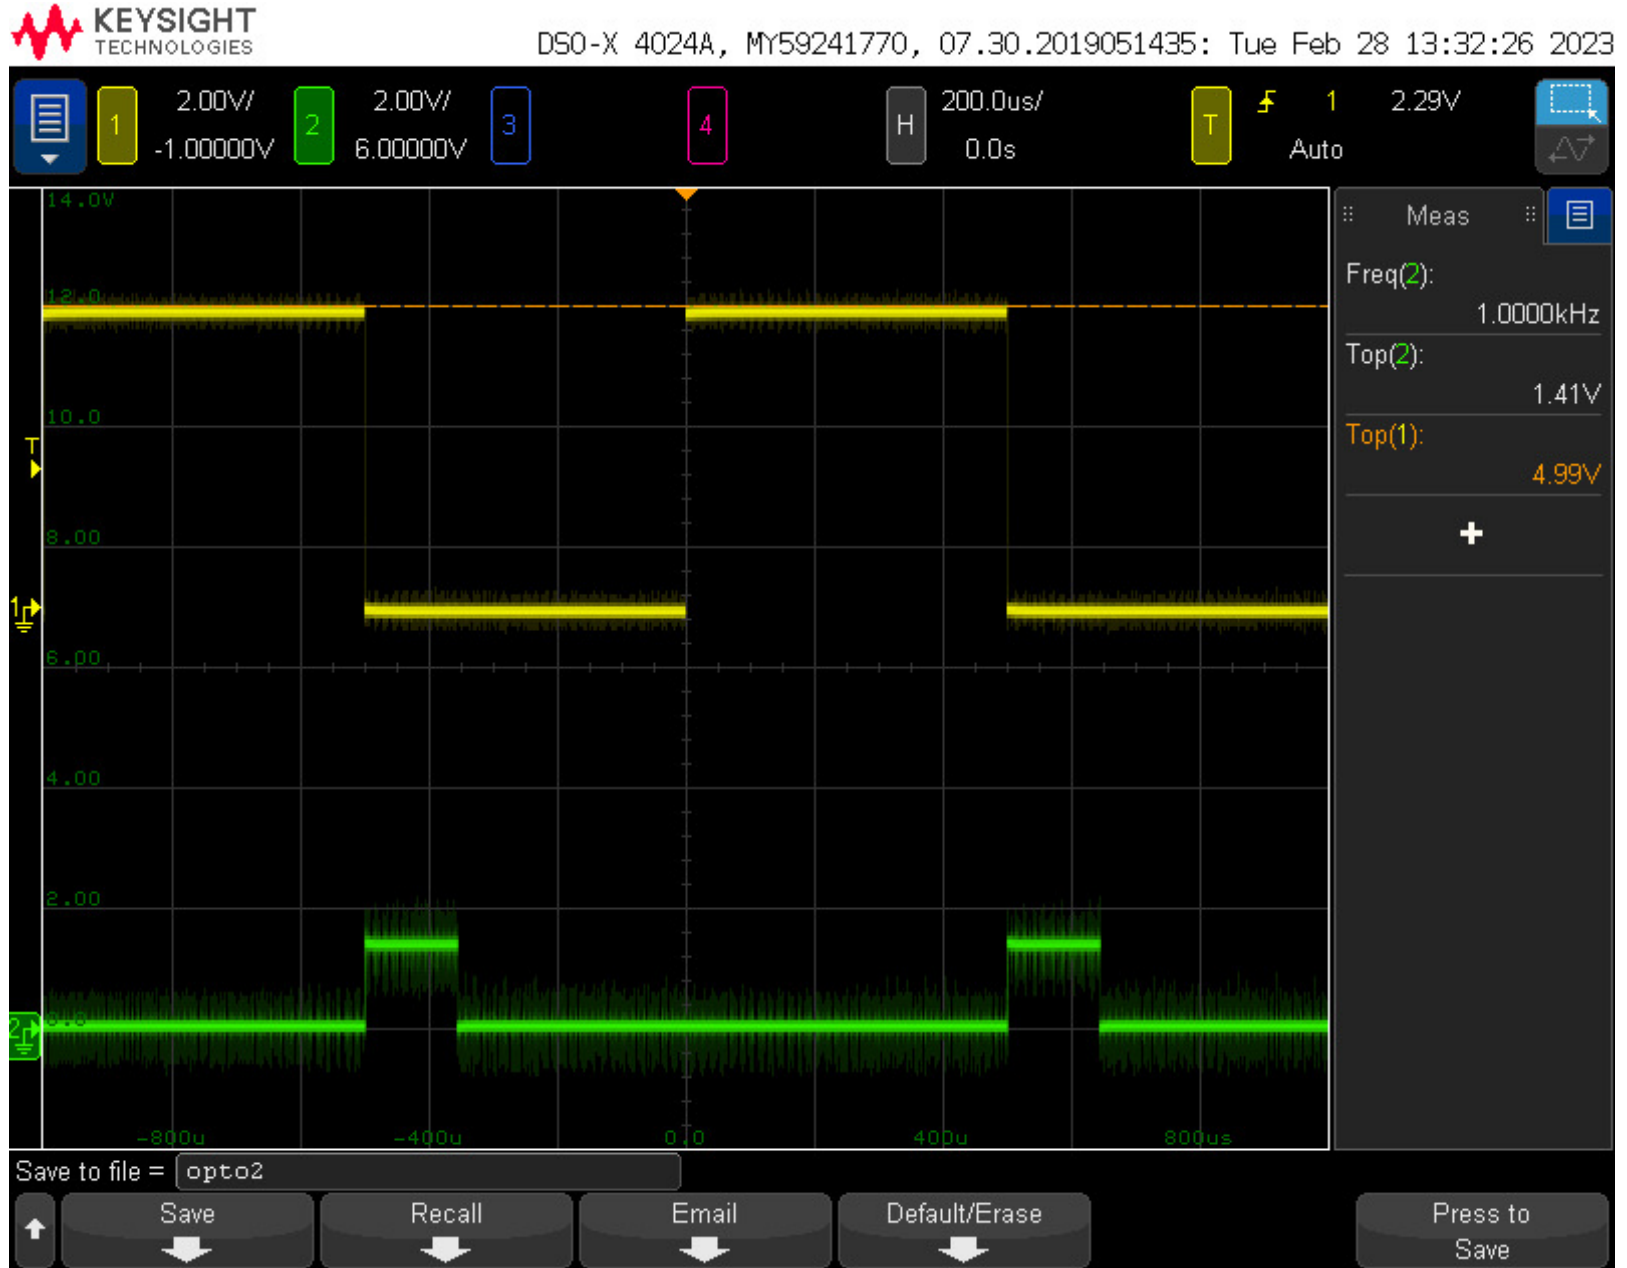 KEYSIGHT
TECHNOLOGIES
DSO-X 4024A, MY59241770, 07.30.2019051435: Tue Feb 28 13:32:26 2023
1 2.00V/ 2 2.00V/ 3 4 H 200.0us/ T 1 2.29V
-1.00000V 6.00000V 0.0s Auto
14.0V
12.0
10.0
8.00
6.00
4.00
2.00
0.0
T
1
2
-800u -400u 0.0 400u 800us
Meas
Freq(2):
1.0000kHz
Top(2):
1.41V
Top(1):
4.99V
+
Save to file = opto2
Save Recall Email Default/Erase Press to
Save